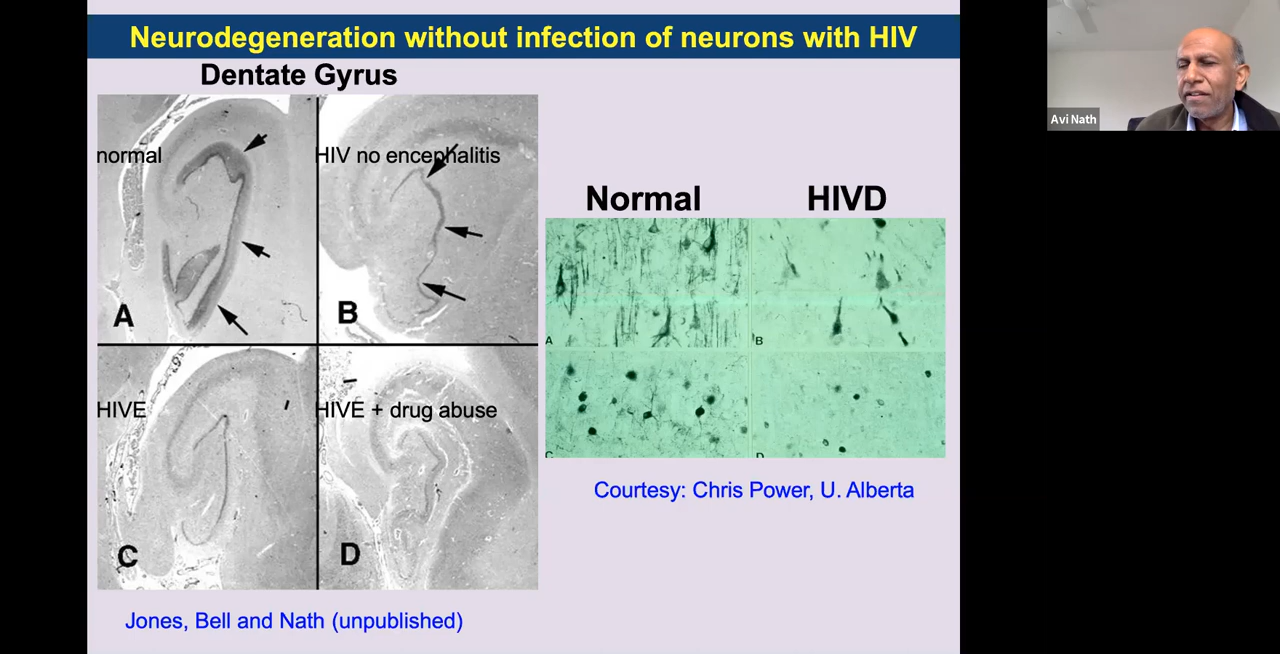 Neurodegeneration without infection of neurons with HIV
Dentate Gyrus
normal
HIV no encephalitis
A
B
HIVE
HIVE + drug abuse
C
D
Jones, Bell and Nath (unpublished)
Normal
HIVD
A
B
C
D
Courtesy: Chris Power, U. Alberta
Avi Nath